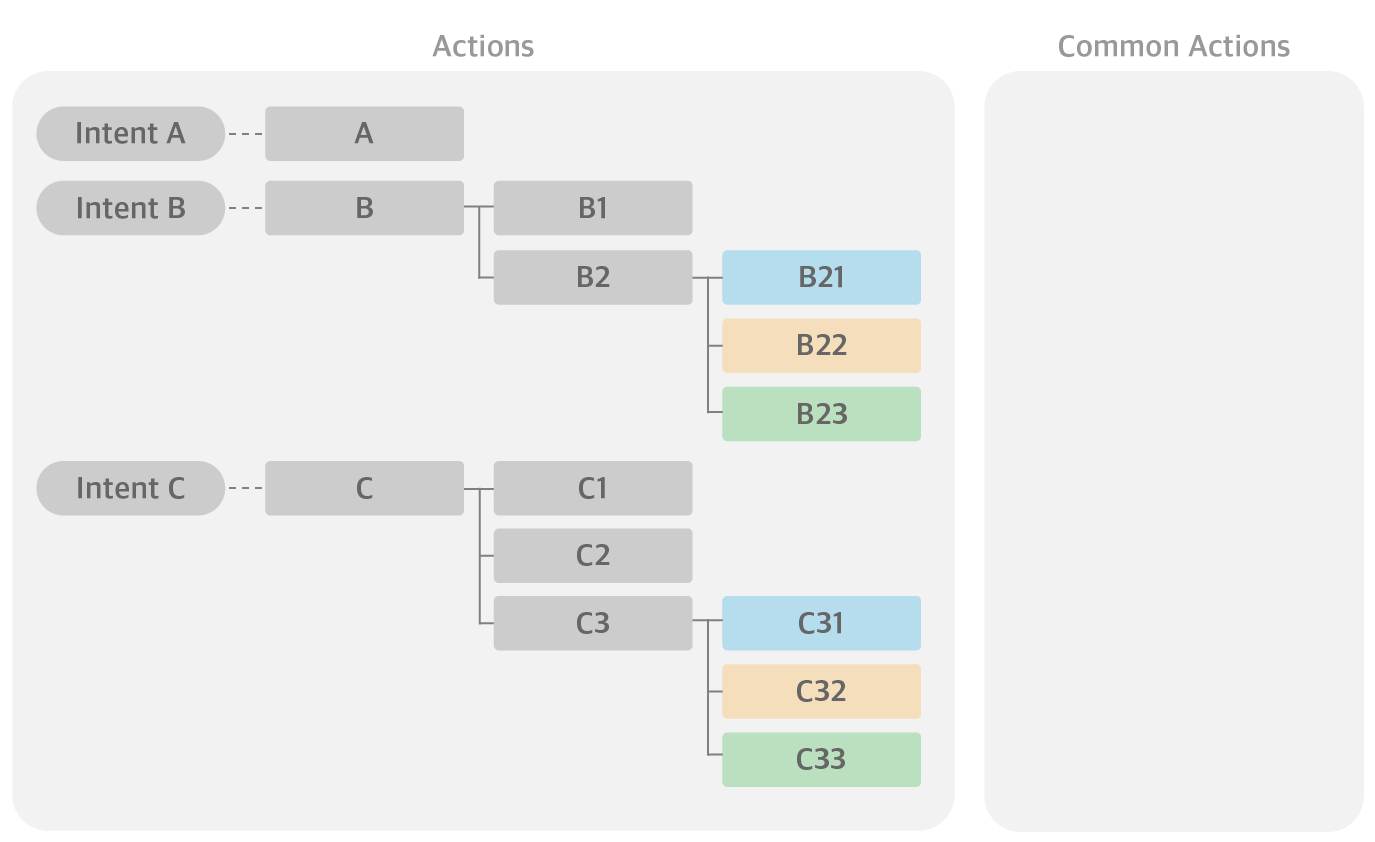 Actions
Common Actions
Intent A
A
Intent B
B
B1
B2
B21
B22
B23
Intent C
C
C1
C2
C3
C31
C32
C33